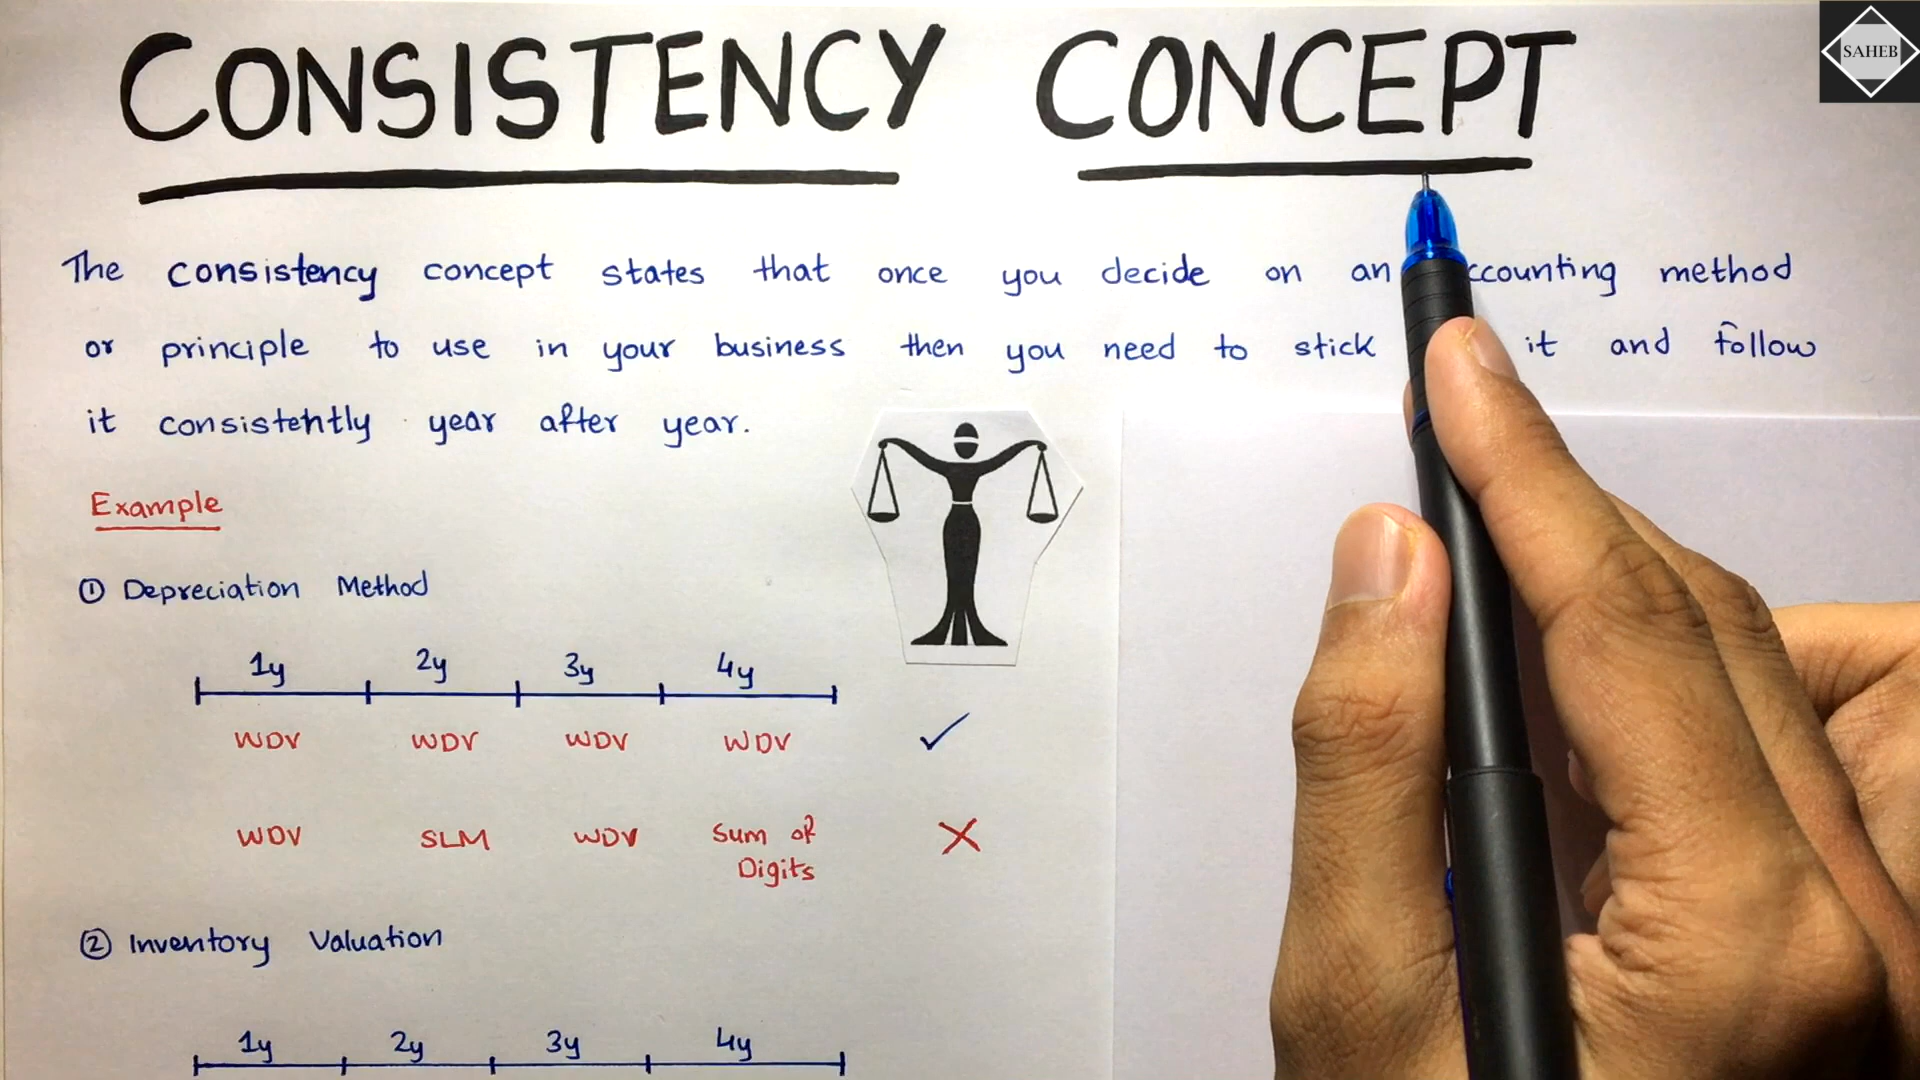 CONSISTENCY CONCEPT
SAHEB
The consistency concept states that once you decide on an ccounting method
or principle to use in your business then you need to stick it and follow
it consistently year after year.
Example
① Depreciation Method
1y 2y 3y 4y
WDV WDV WDV WDV ✓
WDV SLM WDV Sum of
Digits X
② Inventory Valuation
1y 2y 3y 4y